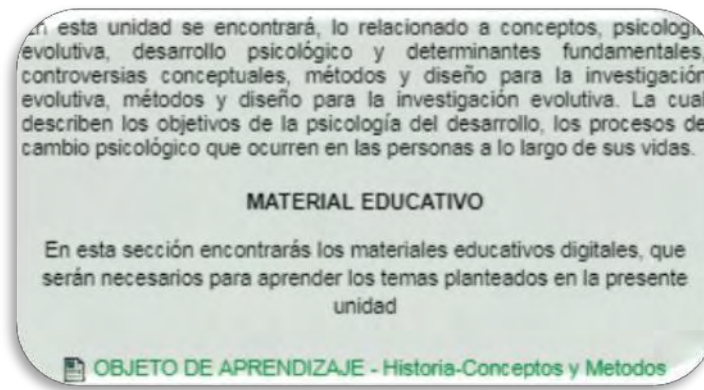 En esta unidad se encontrará, lo relacionado a conceptos, psicología
evolutiva, desarrollo psicológico y determinantes fundamentales,
controversias conceptuales, métodos y diseño para la investigación
evolutiva, métodos y diseño para la investigación evolutiva. La cual
describen los objetivos de la psicología del desarrollo, los procesos de
cambio psicológico que ocurren en las personas a lo largo de sus vidas.
MATERIAL EDUCATIVO
En esta sección encontrarás los materiales educativos digitales, que
serán necesarios para aprender los temas planteados en la presente
unidad
OBJETO DE APRENDIZAJE - Historia-Conceptos y Metodos